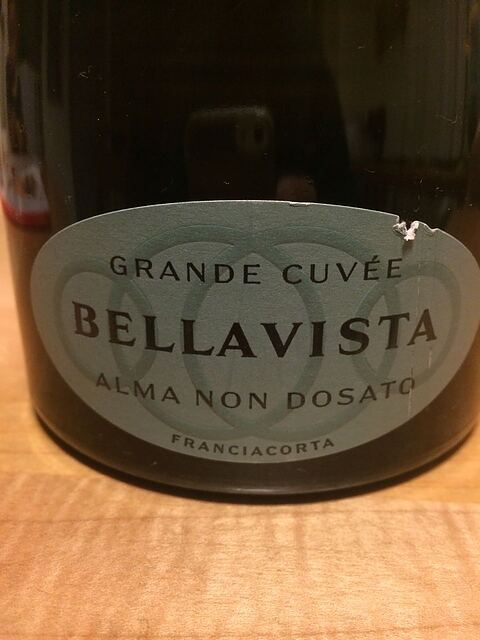 GRANDE CUVÉE
BELLAVISTA
ALMA NON DOSATO
FRANCIACORTA